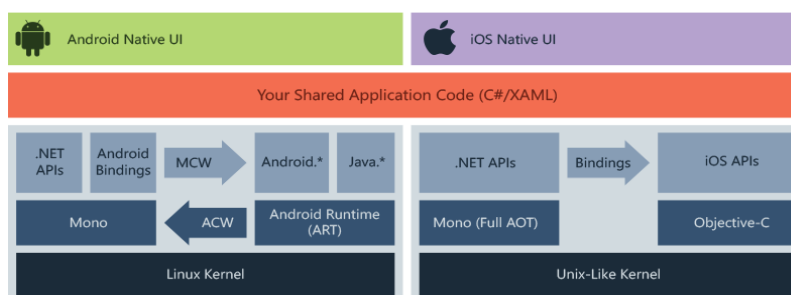 Android Native UI
iOS Native UI
Your Shared Application Code (C#/XAML)
.NET
APIs
Android
Bindings
MCW
Android.*
Java.*
.NET APIs
Bindings
iOS APIs
Mono
ACW
Android Runtime
(ART)
Mono (Full AOT)
Objective-C
Linux Kernel
Unix-Like Kernel